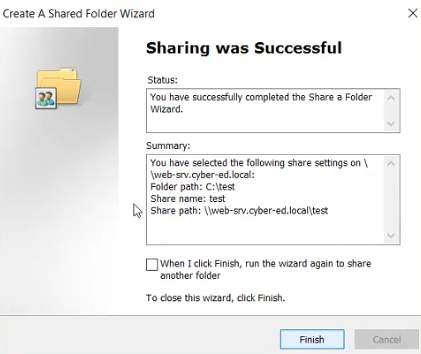 Create A Shared Folder Wizard
Sharing was Successful
Status:
You have successfully completed the Share a Folder
Wizard.
Summary:
You have selected the following share settings on \
\web-srv.cyber-ed.local:
Folder path: C:\test
Share name: test
Share path: \\web-srv.cyber-ed.local\test
When I click Finish, run the wizard again to share
another folder
To close this wizard, click Finish.
Finish
Cancel